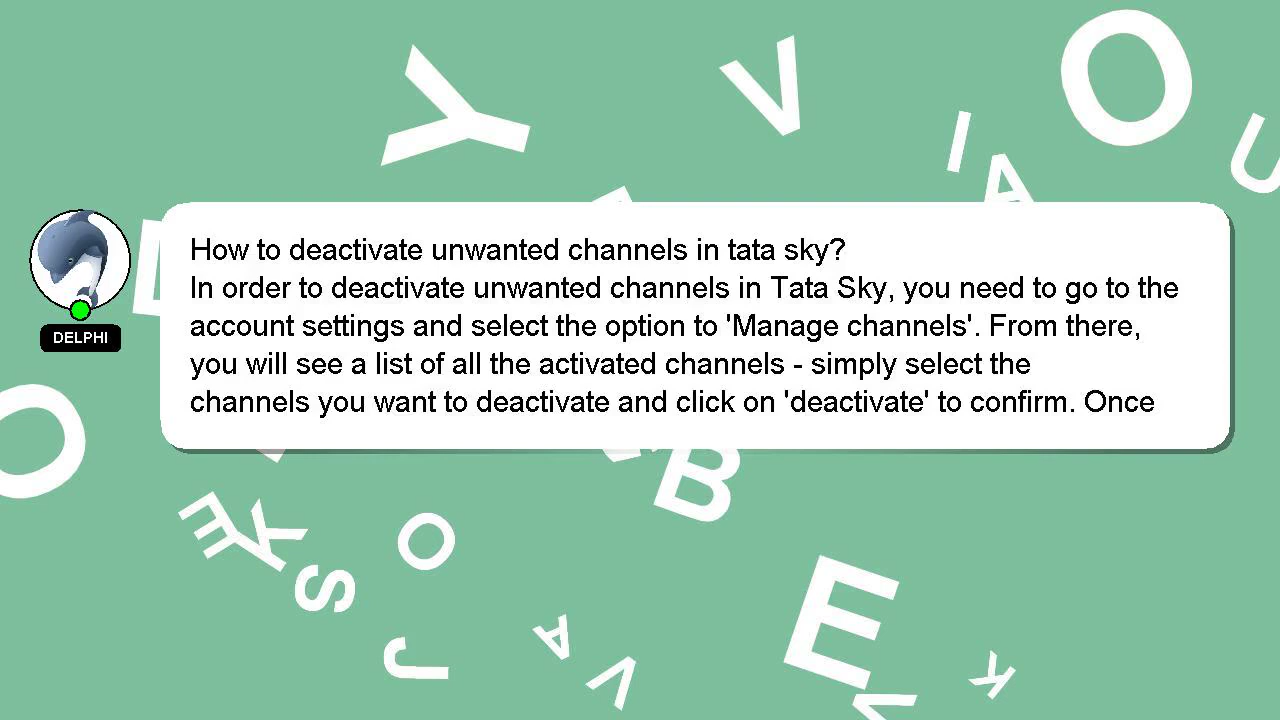 Y
V
O
I
A
U
How to deactivate unwanted channels in tata sky?
In order to deactivate unwanted channels in Tata Sky, you need to go to the
account settings and select the option to 'Manage channels'. From there,
you will see a list of all the activated channels - simply select the
channels you want to deactivate and click on 'deactivate' to confirm. Once
DELPHI
O
B
E
K
O
S
J
A
V
E
K
V